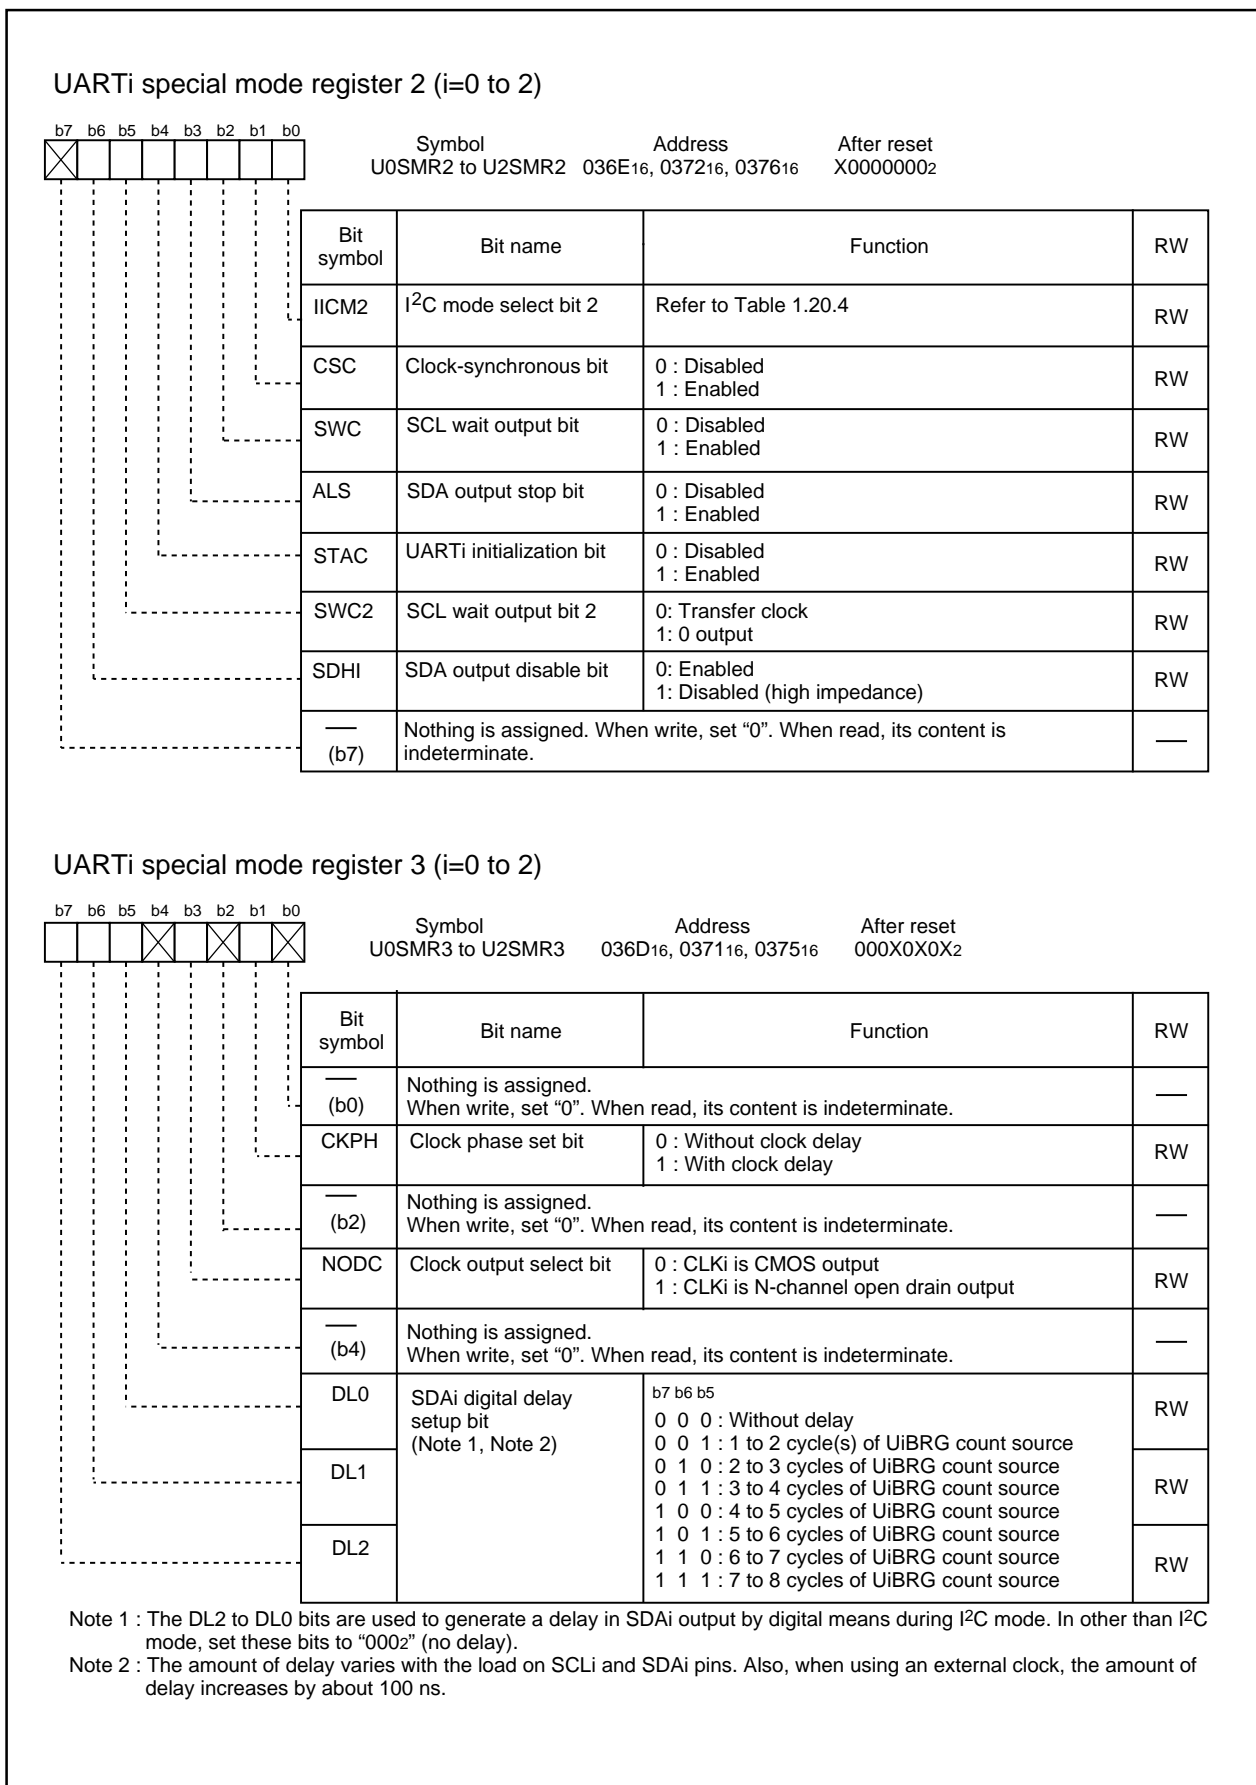 UARTi special mode register 2 (i=0 to 2)
b7 b6 b5 b4 b3 b2 b1 b0
Symbol Address After reset
U0SMR2 to U2SMR2 036E16, 037216, 037616 X00000002
Bit symbol Bit name Function RW
IICM2 I2C mode select bit 2 Refer to Table 1.20.4 RW
CSC Clock-synchronous bit 0 : Disabled
1 : Enabled RW
SWC SCL wait output bit 0 : Disabled
1 : Enabled RW
ALS SDA output stop bit 0 : Disabled
1 : Enabled RW
STAC UARTi initialization bit 0 : Disabled
1 : Enabled RW
SWC2 SCL wait output bit 2 0: Transfer clock
1: 0 output RW
SDHI SDA output disable bit 0: Enabled
1: Disabled (high impedance) RW
— Nothing is assigned. When write, set “0”. When read, its content is
(b7) indeterminate. —
UARTi special mode register 3 (i=0 to 2)
b7 b6 b5 b4 b3 b2 b1 b0
Symbol Address After reset
U0SMR3 to U2SMR3 036D16, 037116, 037516 000X0X0X2
Bit symbol Bit name Function RW
— Nothing is assigned.
(b0) When write, set “0”. When read, its content is indeterminate. —
CKPH Clock phase set bit 0 : Without clock delay
1 : With clock delay RW
— Nothing is assigned.
(b2) When write, set “0”. When read, its content is indeterminate. —
NODC Clock output select bit 0 : CLKi is CMOS output
1 : CLKi is N-channel open drain output RW
— Nothing is assigned.
(b4) When write, set “0”. When read, its content is indeterminate. —
DL0 SDAi digital delay b7 b6 b5 RW
setup bit 0 0 0 : Without delay
(Note 1, Note 2) 0 0 1 : 1 to 2 cycle(s) of UiBRG count source
DL1 0 1 0 : 2 to 3 cycles of UiBRG count source
0 1 1 : 3 to 4 cycles of UiBRG count source RW
1 0 0 : 4 to 5 cycles of UiBRG count source
1 0 1 : 5 to 6 cycles of UiBRG count source
DL2 1 1 0 : 6 to 7 cycles of UiBRG count source RW
1 1 1 : 7 to 8 cycles of UiBRG count source
Note 1 : The DL2 to DL0 bits are used to generate a delay in SDAi output by digital means during I2C mode. In other than I2C
mode, set these bits to “0002” (no delay).
Note 2 : The amount of delay varies with the load on SCLi and SDAi pins. Also, when using an external clock, the amount of
delay increases by about 100 ns.